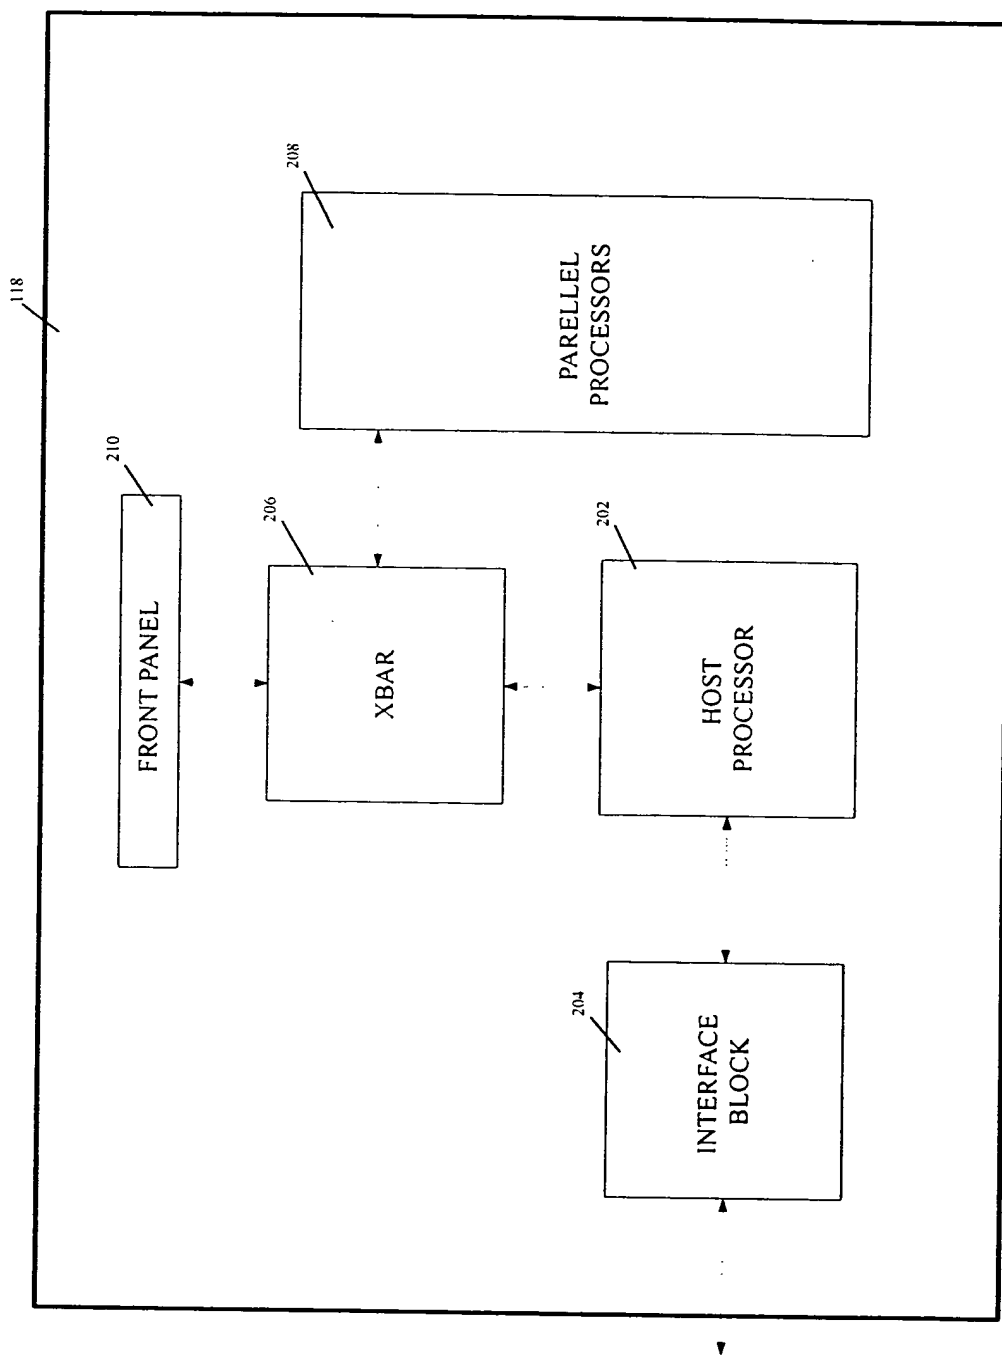 118
210
FRONT PANEL
206
XBAR
208
PARELLEL
PROCESSORS
202
HOST
PROCESSOR
204
INTERFACE
BLOCK